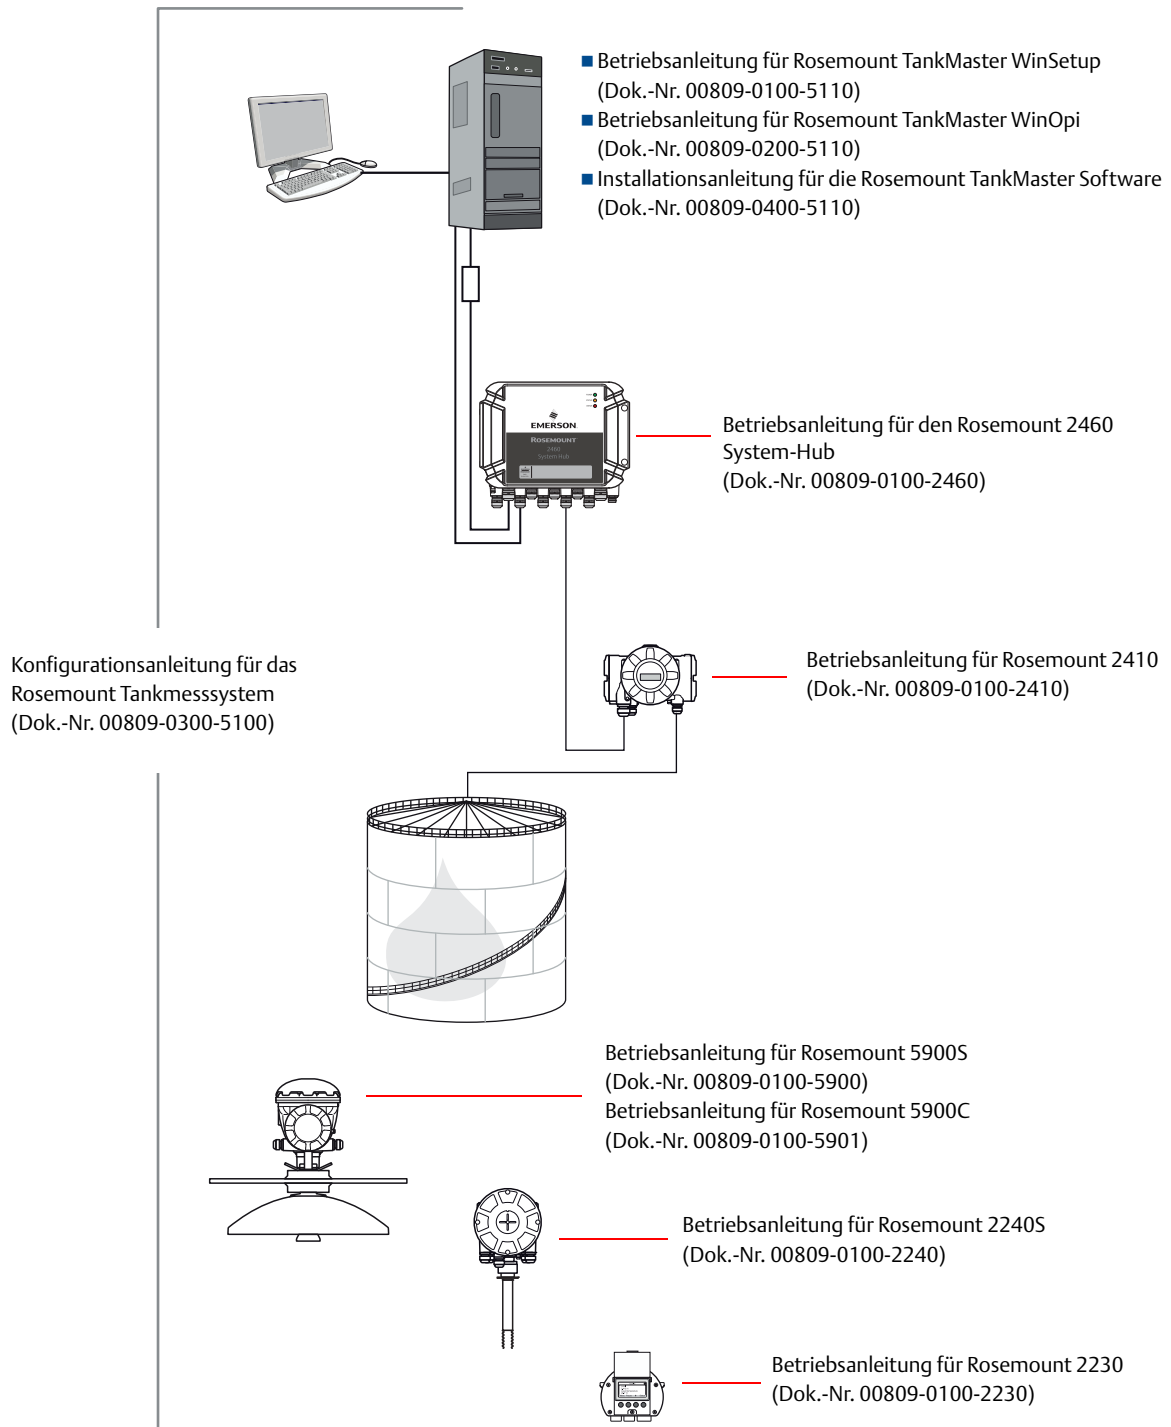 Betriebsanleitung für Rosemount TankMaster WinSetup
(Dok.-Nr. 00809-0100-5110)
Betriebsanleitung für Rosemount TankMaster WinOpi
(Dok.-Nr. 00809-0200-5110)
Installationsanleitung für die Rosemount TankMaster Software
(Dok.-Nr. 00809-0400-5110)
EMERSON
ROSEMOUNT
2460
System Hub
Betriebsanleitung für den Rosemount 2460
System-Hub
(Dok.-Nr. 00809-0100-2460)
Konfigurationsanleitung für das
Rosemount Tankmesssystem
(Dok.-Nr. 00809-0300-5100)
Betriebsanleitung für Rosemount 2410
(Dok.-Nr. 00809-0100-2410)
Betriebsanleitung für Rosemount 5900S
(Dok.-Nr. 00809-0100-5900)
Betriebsanleitung für Rosemount 5900C
(Dok.-Nr. 00809-0100-5901)
Betriebsanleitung für Rosemount 2240S
(Dok.-Nr. 00809-0100-2240)
Betriebsanleitung für Rosemount 2230
(Dok.-Nr. 00809-0100-2230)